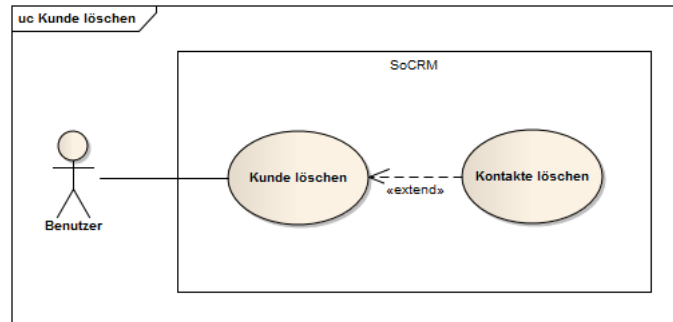 uc Kunde löschen
SoCRM
Kunde löschen
«extend»
Kontakte löschen
Benutzer